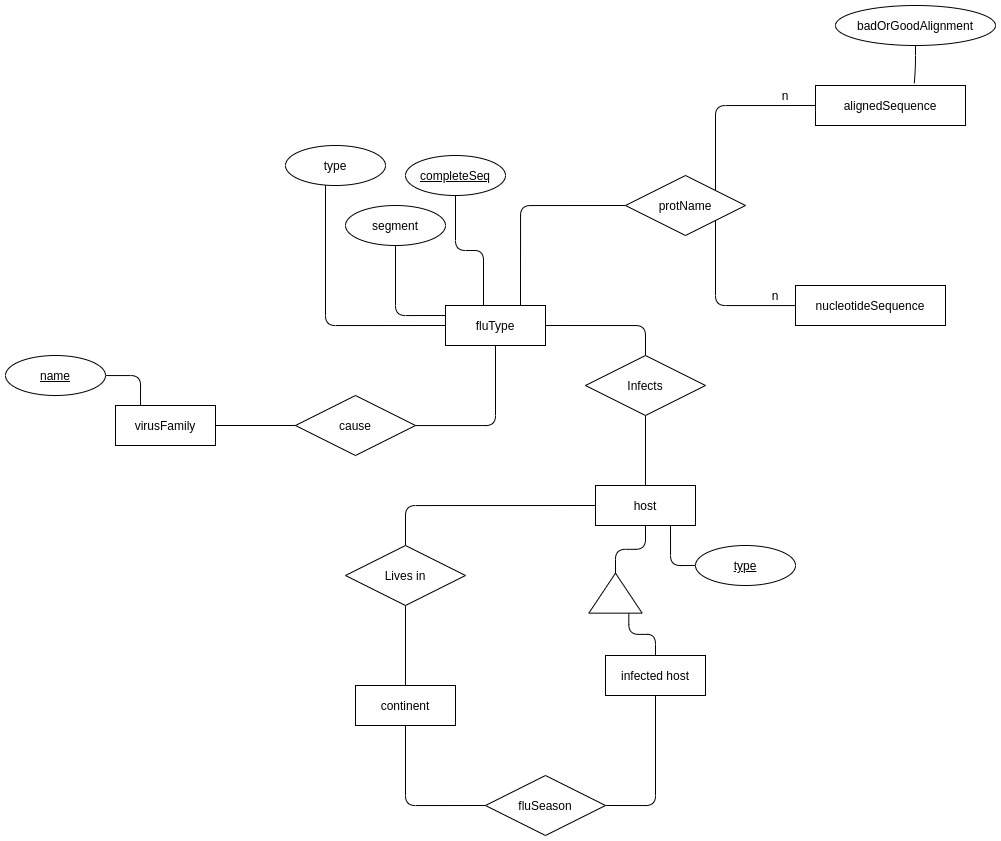 badOrGoodAlignment
n
alignedSequence
type
completeSeq
segment
protName
n
nucleotideSequence
fluType
name
Infects
virusFamily
cause
host
Lives in
type
infected host
continent
fluSeason